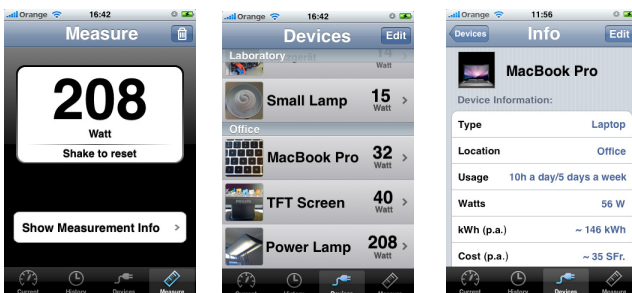 Orange 16:42
Measure
208
Watt
Shake to reset
Show Measurement Info
Current History Devices Measure
Orange 16:42
Devices Edit
Laboratory
14
Watt
Small Lamp 15
Watt
Office
MacBook Pro 32
Watt
TFT Screen 40
Watt
Power Lamp 208
Watt
Current History Devices Measure
Orange 11:56
Devices Info Edit
MacBook Pro
Device Information:
Type Laptop
Location Office
Usage 10h a day/5 days a week
Watts 56 W
kWh (p.a.) ~ 146 kWh
Cost (p.a.) ~ 35 SFr.
Current History Devices Measure